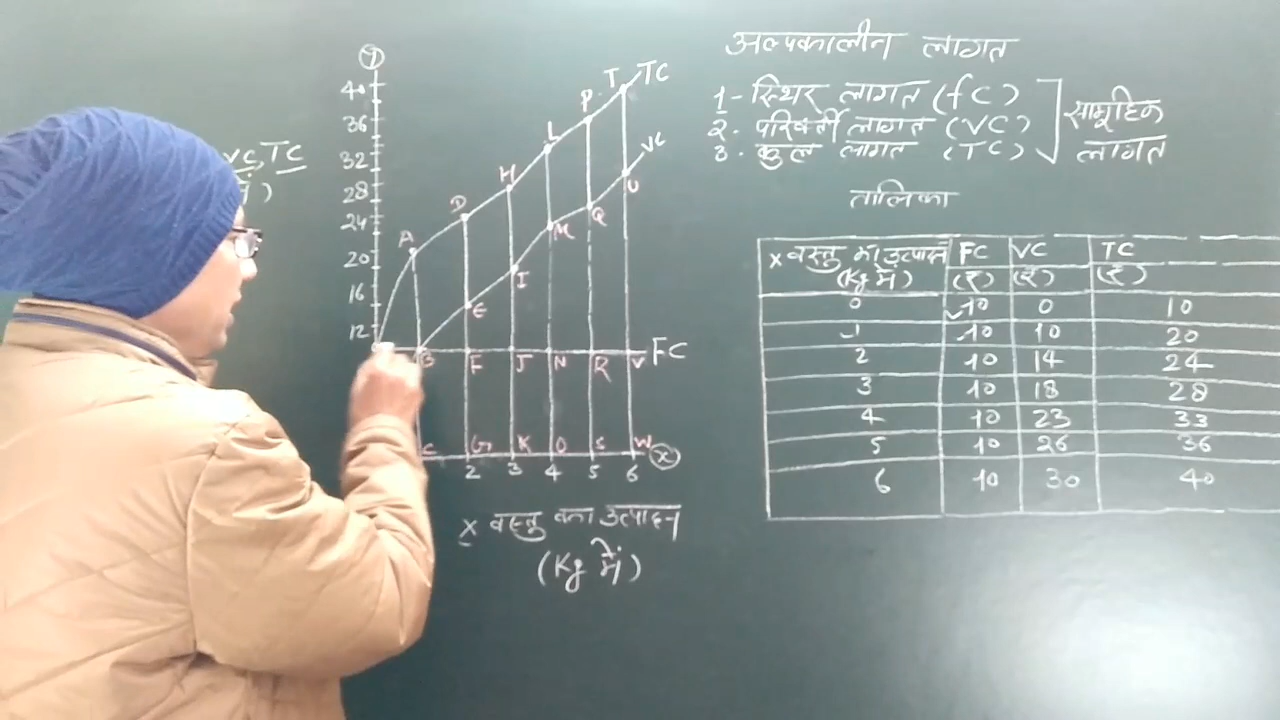 अल्पकालीन लागत
1- स्थिर लागत (fC)
2. परिवर्ती लागत (VC)
3. कुल लागत (TC)
सामूहिक
लागत
तालिका
x वस्तु का उत्पादन FC VC TC
(Kg में) (₹) (₹) (₹)
0 10 0 10
1 10 10 20
2 10 14 24
3 10 18 28
4 10 23 33
5 10 26 36
6 10 30 40
VC, TC
)
Y
40
36
32
28
24
20
16
12
A D H L P T TC
E I M Q U VC
B F J N R V FC
C G K O S W X
2 3 4 5 6
x वस्तु का उत्पादन
(Kg में)